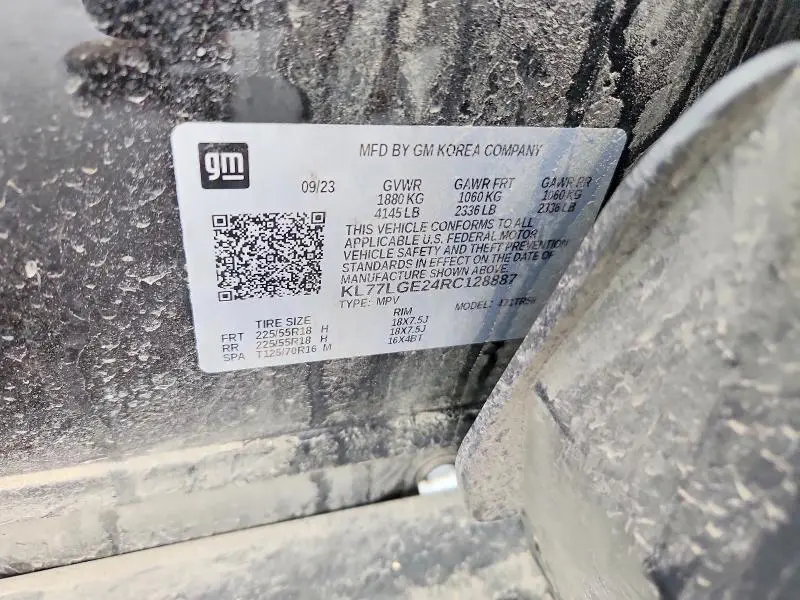 gm
MFD BY GM KOREA COMPANY
09/23 GVWR GAWR FRT GAWR RR
1880 KG 1060 KG 1060 KG
4145 LB 2336 LB 2336 LB
THIS VEHICLE CONFORMS TO ALL
APPLICABLE U.S. FEDERAL MOTOR
VEHICLE SAFETY AND THEFT PREVENTION
STANDARDS IN EFFECT ON THE DATE OF
MANUFACTURE SHOWN ABOVE.
KL77LGE24RC128887
TYPE: MPV MODEL:
TIRE SIZE RIM
FRT 225/55R18 H 18X7.5J
RR 225/55R18 H 18X7.5J
SPA T125/70R16 M 16X4BT